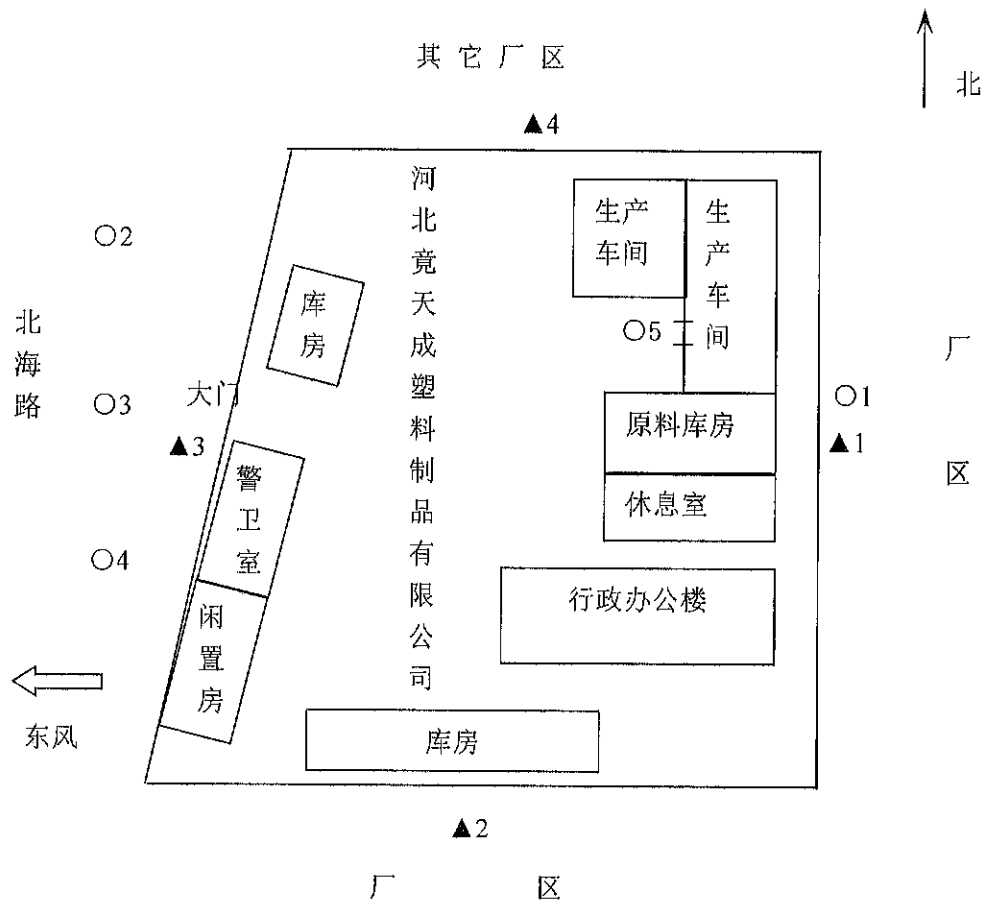 其它厂区
北
▲4
河北竟天成塑料制品有限公司
生产
车间
生产车间
○2
库房
北海路
○5
厂区
○3
大门
○1
▲3
原料库房
▲1
警卫室
休息室
○4
行政办公楼
闲置房
东风
库房
▲2
厂区